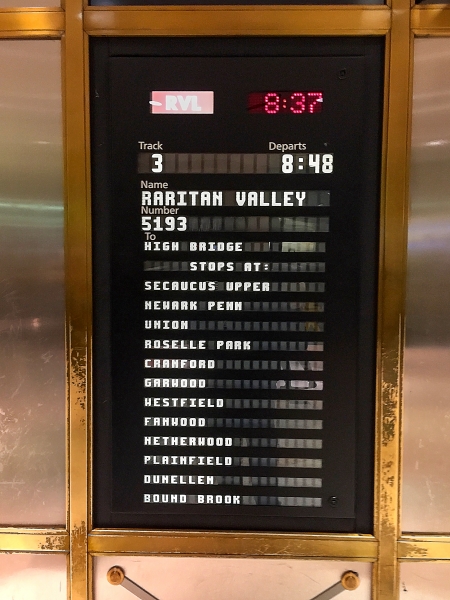 RVL 8:37
Track Departs
3 8:48
Name
RARITAN VALLEY
Number
5193
To
HIGH BRIDGE
STOPS AT:
SECAUCUS UPPER
NEWARK PENN
UNION
ROSELLE PARK
CRANFORD
GARWOOD
WESTFIELD
FANWOOD
NETHERWOOD
PLAINFIELD
DUNELLEN
BOUND BROOK